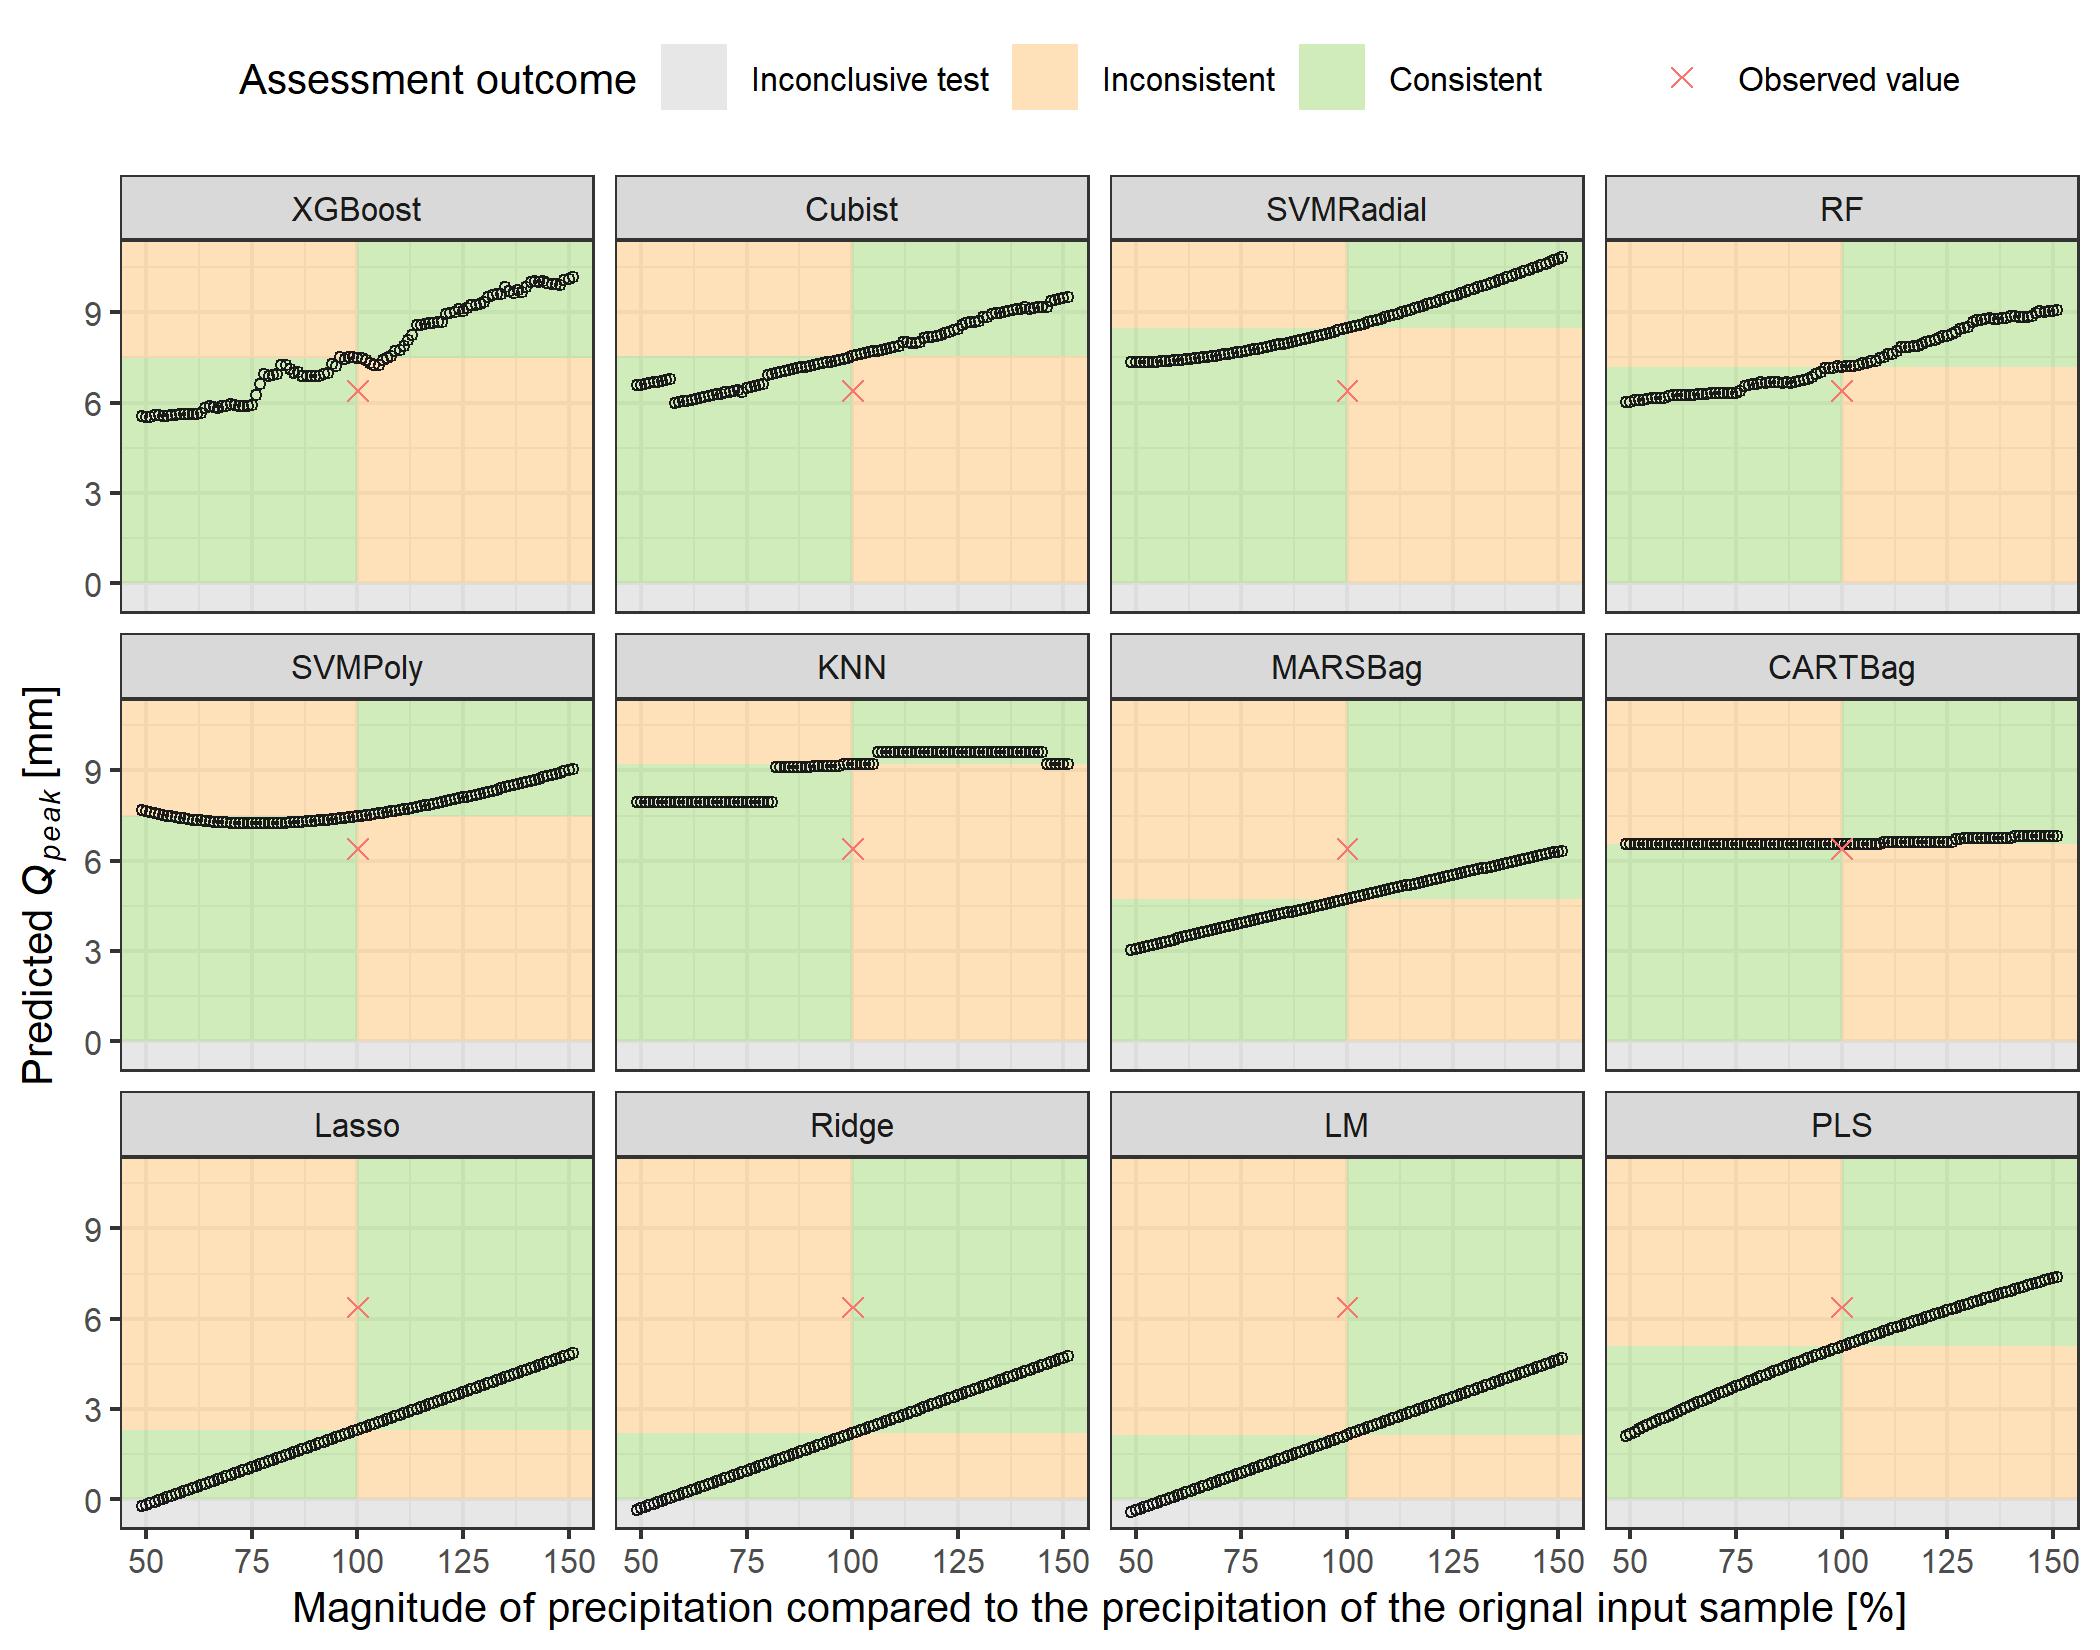 Assessment outcome Inconclusive test Inconsistent Consistent Observed value
XGBoost Cubist SVMRadial RF
9
6
3
0
SVMPoly KNN MARSBag CARTBag
9
6
3
0
Lasso Ridge LM PLS
9
6
3
0
50 75 100 125 150 50 75 100 125 150 50 75 100 125 150 50 75 100 125 150
Predicted Qpeak [mm]
Magnitude of precipitation compared to the precipitation of the orignal input sample [%]